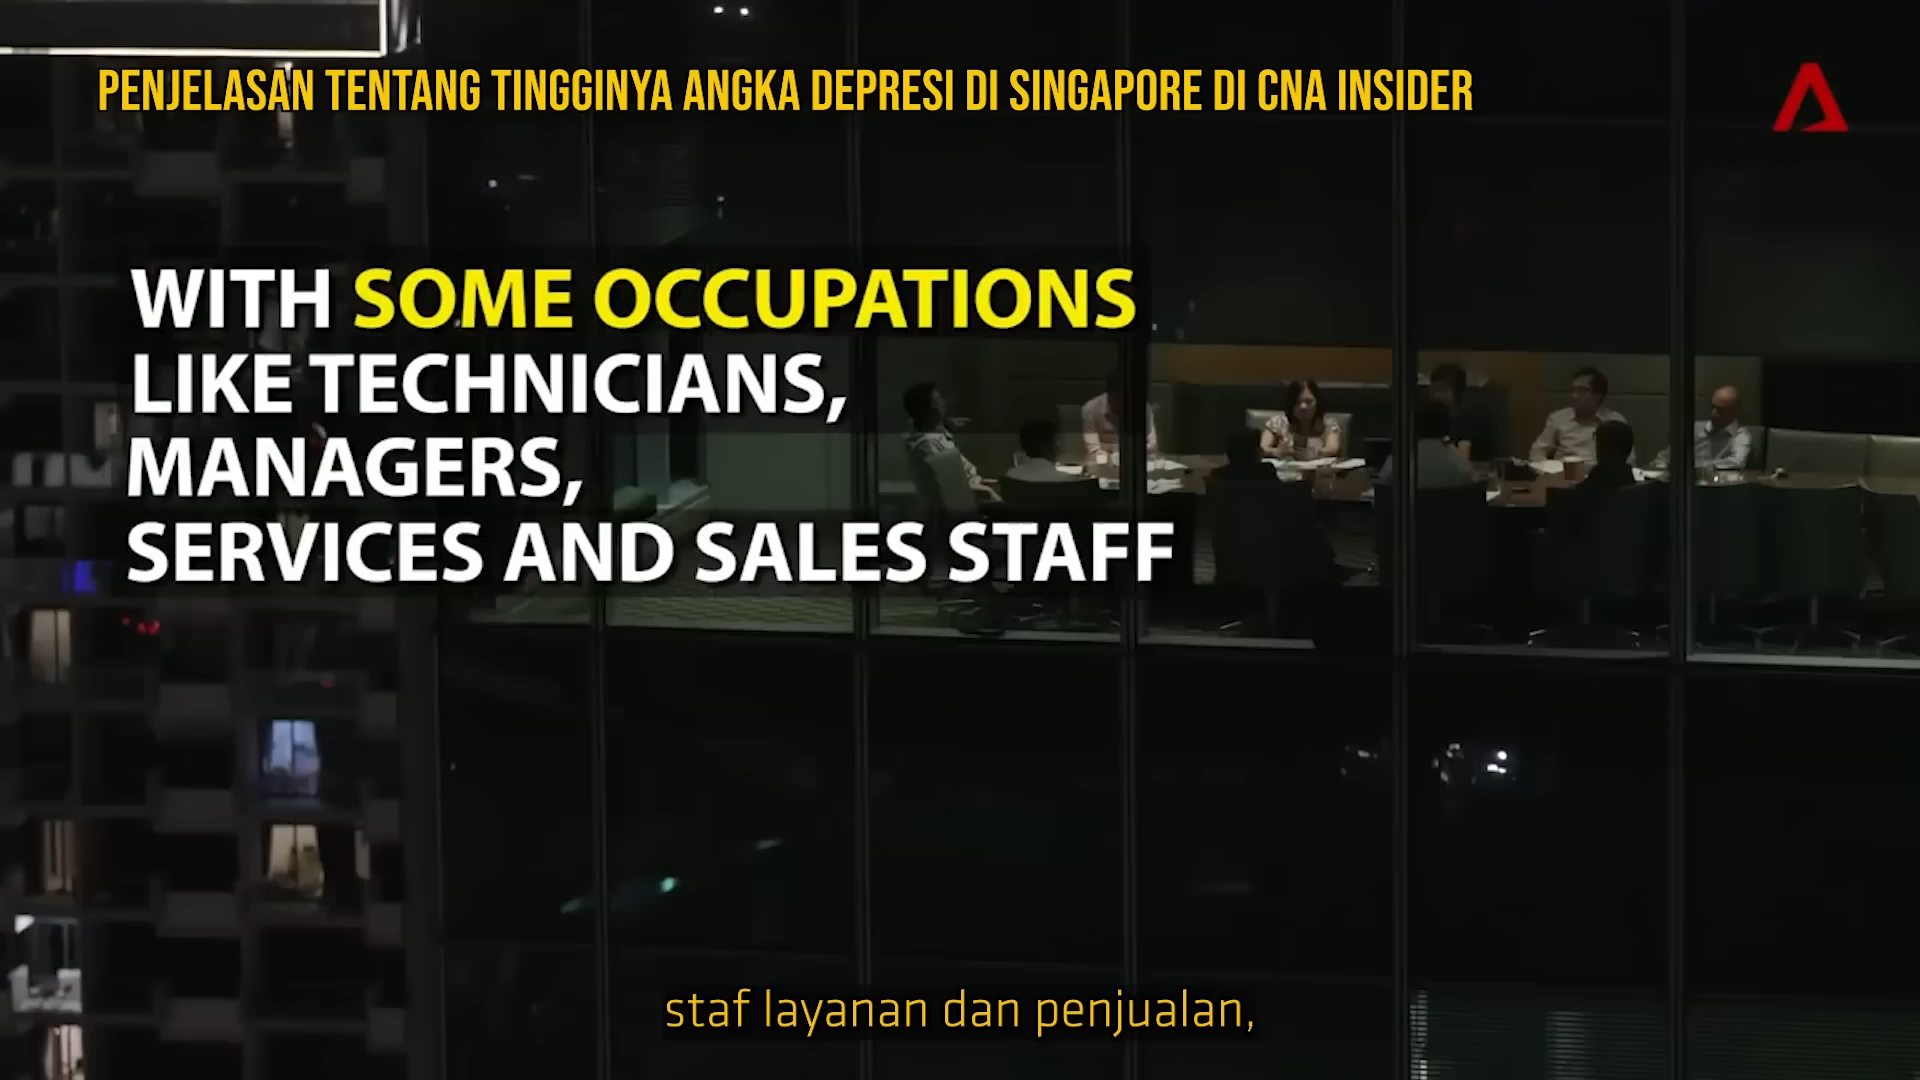 PENJELASAN TENTANG TINGGINYA ANGKA DEPRESI DI SINGAPORE DI CNA INSIDER
WITH SOME OCCUPATIONS
LIKE TECHNICIANS,
MANAGERS,
SERVICES AND SALES STAFF
staf layanan dan penjualan,